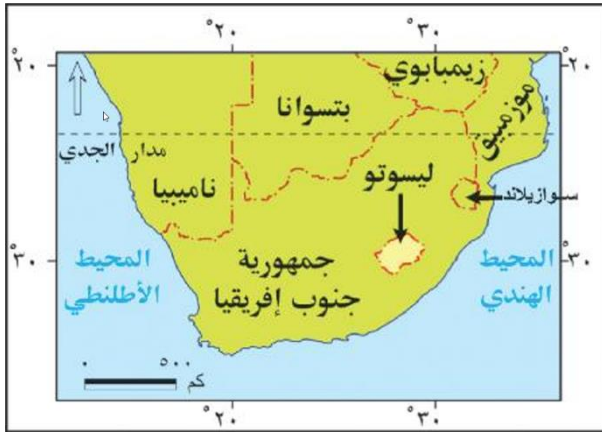 °٢٠
°٣٠
°٢٠
°٢٠
زيمبابوي
موزمبيق
بتسوانا
مدار الجدي
ليسوتو
ناميبيا
سوازيلاند
°٣٠
°٣٠
المحيط
الأطلنطي
جمهورية
جنوب إفريقيا
المحيط
الهندي
٠
٥٠٠
كم
°٢٠
°٣٠